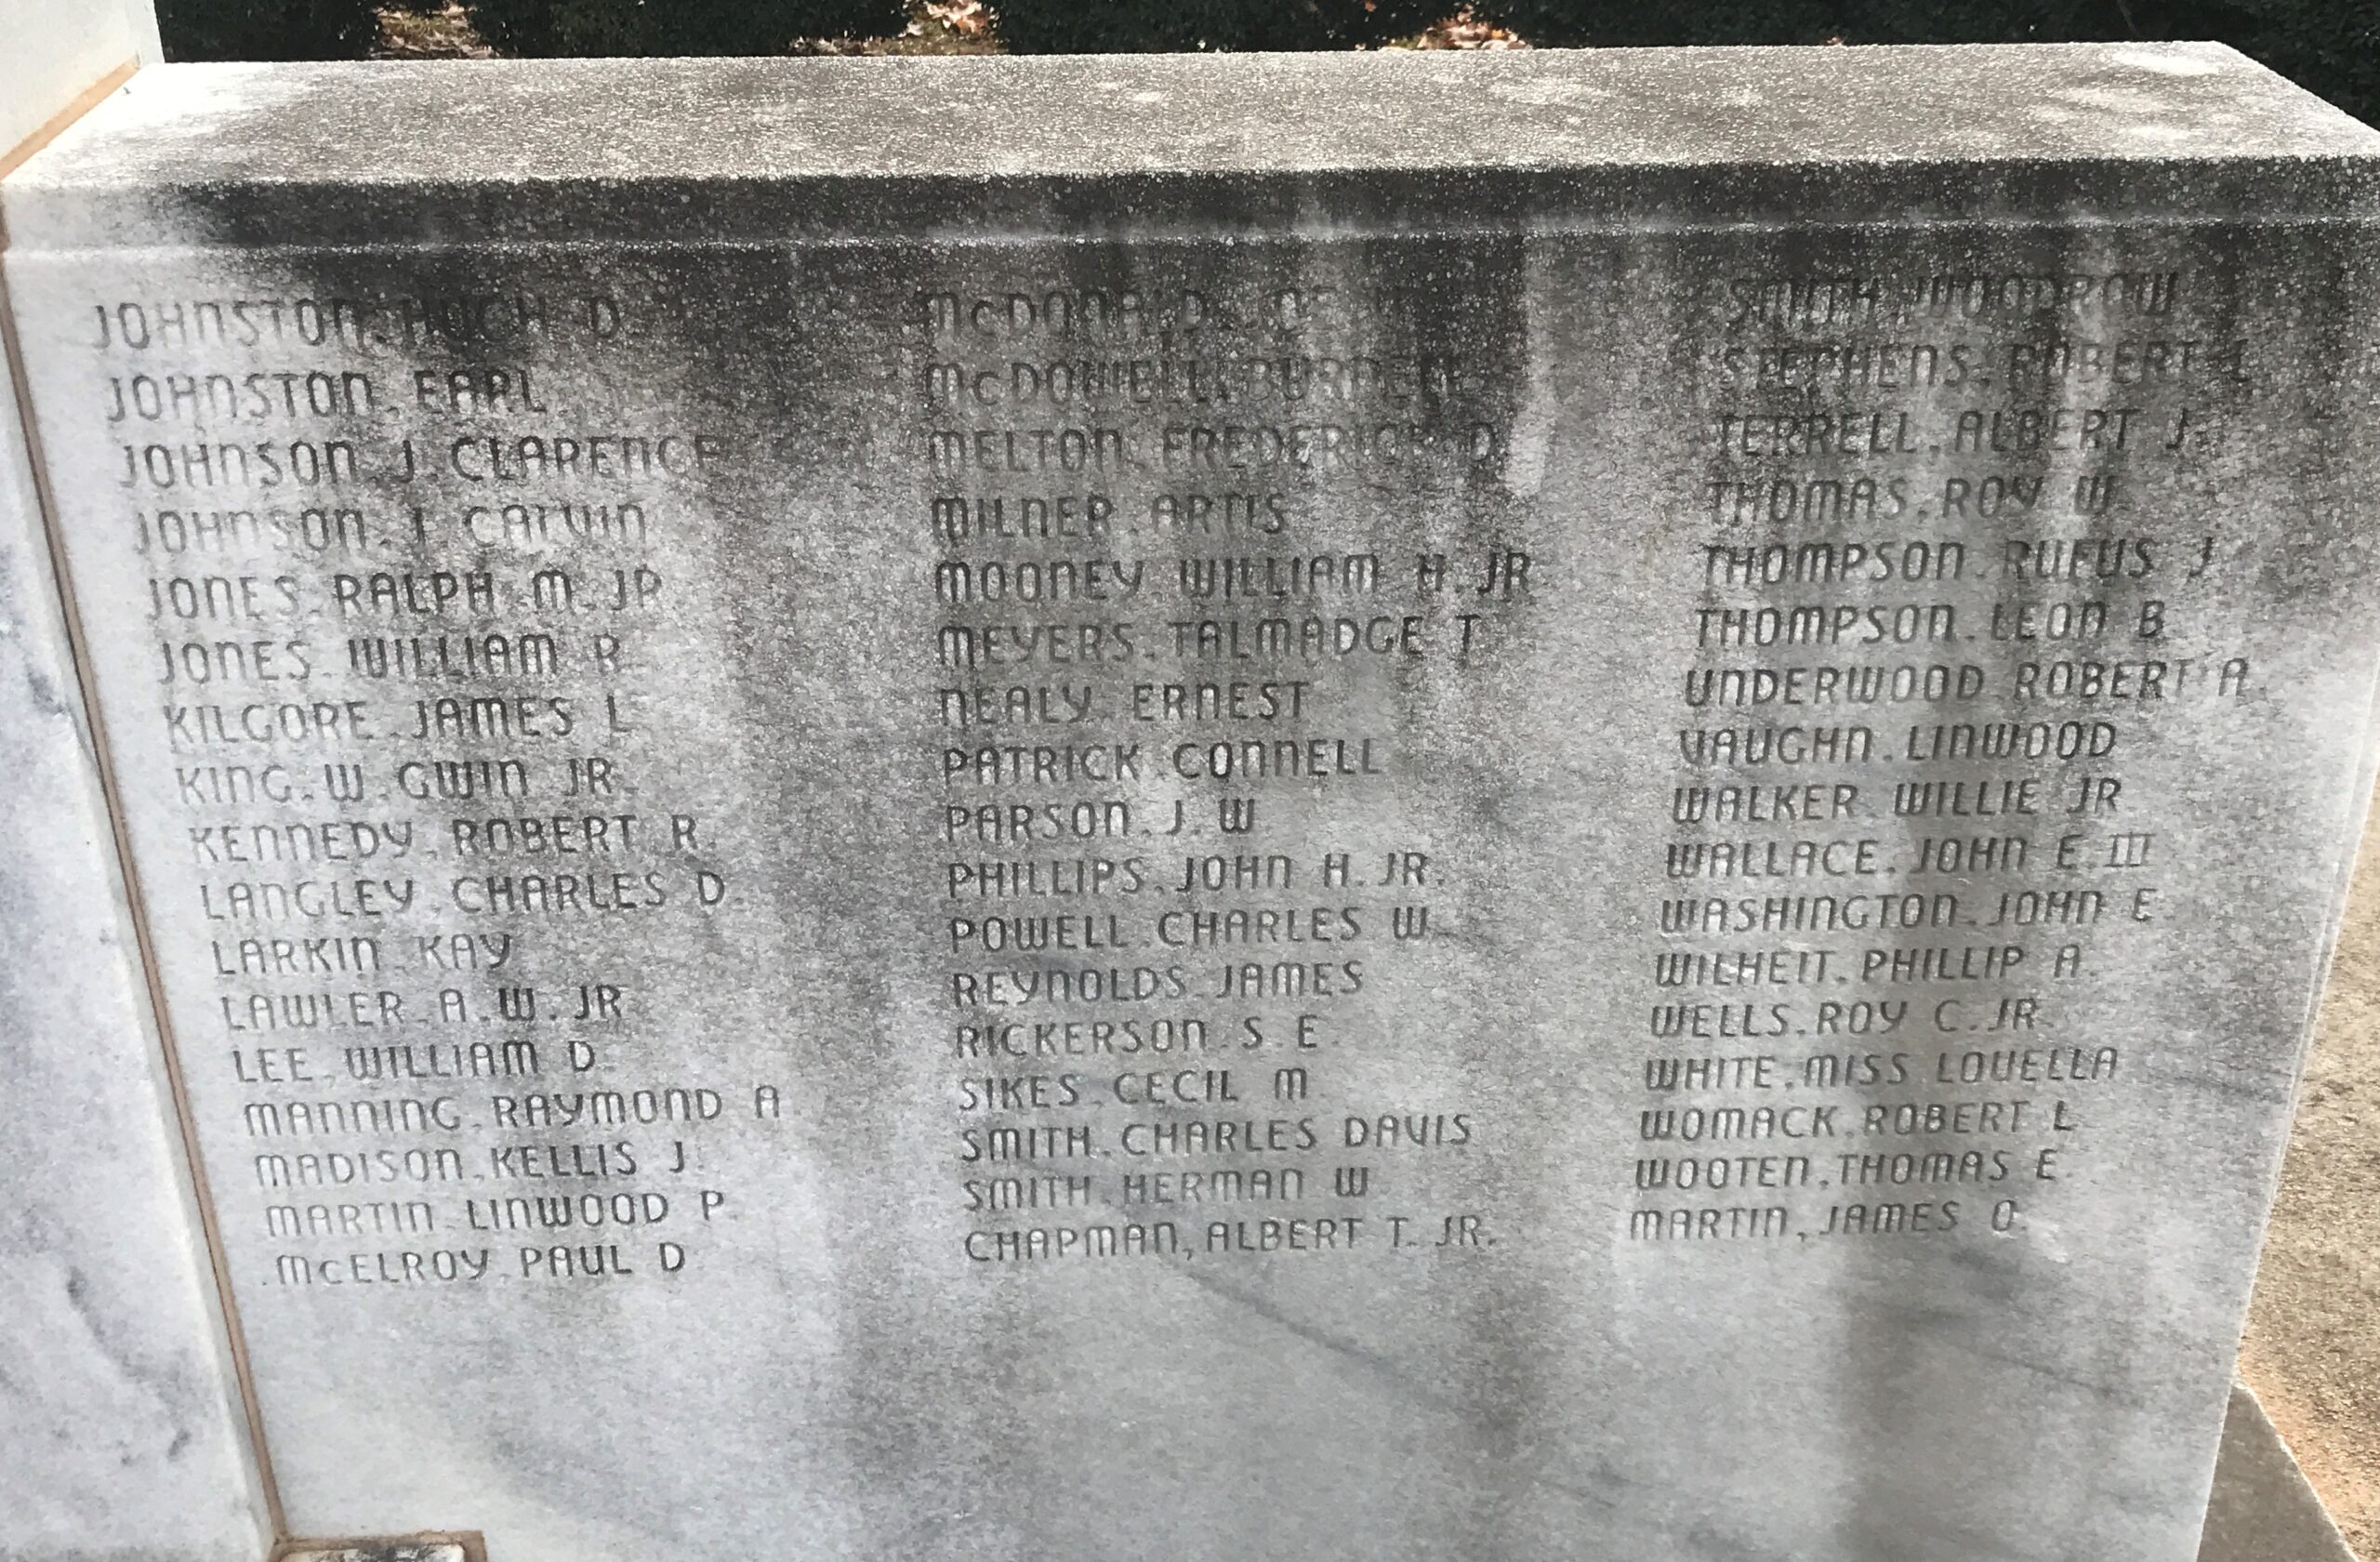 JOHNSTON, HUGH D.
JOHNSTON, EARL
JOHNSON, J. CLARENCE
JOHNSON, J. CALVIN
JONES, RALPH M. JR.
JONES, WILLIAM R.
KILGORE, JAMES L.
KING, W. GWIN JR.
KENNEDY, ROBERT R.
LANGLEY, CHARLES D.
LARKIN, KAY
LAWLER, A. W. JR.
LEE, WILLIAM D.
MANNING, RAYMOND A.
MADISON, KELLIS J.
MARTIN, LINWOOD P.
McELROY, PAUL D.
McDONALD,
McDOWELL,
MELTON, FREDERICK D.
MILNER, ARTIS
MOONEY, WILLIAM H. JR.
MEYERS, TALMADGE T.
NEALY, ERNEST
PATRICK, CONNELL
PARSON, J. W.
PHILLIPS, JOHN H. JR.
POWELL, CHARLES W.
REYNOLDS, JAMES
RICKERSON, S. E.
SIKES, CECIL M.
SMITH, CHARLES DAVIS
SMITH, HERMAN W.
CHAPMAN, ALBERT T. JR.
SMITH, WOODROW
STEPHENS, ROBERT
TERRELL, ALBERT J.
THOMAS, ROY W.
THOMPSON, RUFUS J.
THOMPSON, LEON B.
UNDERWOOD, ROBERT A.
VAUGHN, LINWOOD
WALKER, WILLIE JR.
WALLACE, JOHN E. III
WASHINGTON, JOHN E.
WILHEIT, PHILLIP A.
WELLS, ROY C. JR.
WHITE, MISS LOUELLA
WOMACK, ROBERT L.
WOOTEN, THOMAS E.
MARTIN, JAMES O.